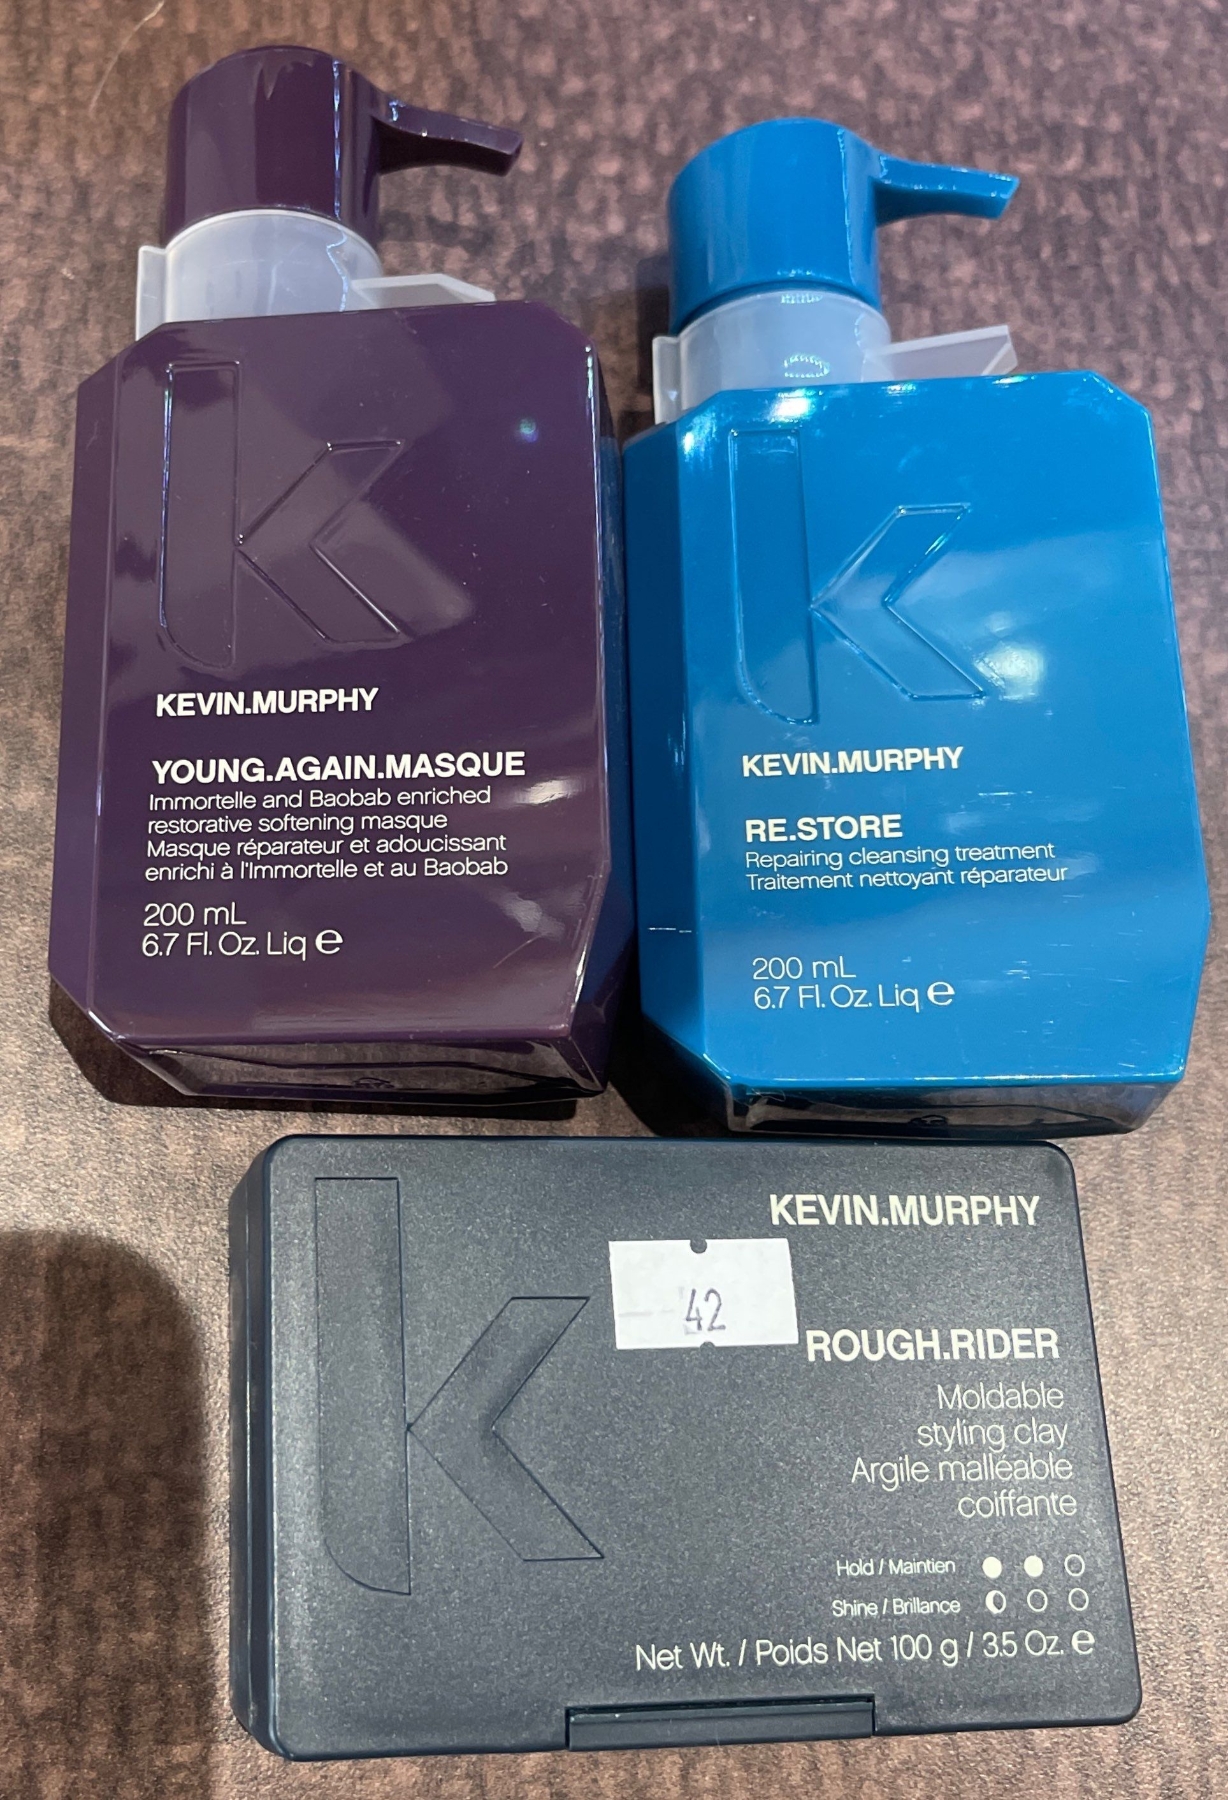 KEVIN.MURPHY
YOUNG.AGAIN.MASQUE
Immortelle and Baobab enriched
restorative softening masque
Masque réparateur et adoucissant
enrichi à l'Immortelle et au Baobab
200 mL
6.7 Fl. Oz. Liq e
KEVIN.MURPHY
RE.STORE
Repairing cleansing treatment
Traitement nettoyant réparateur
200 mL
6.7 Fl. Oz. Liq e
KEVIN.MURPHY
42
ROUGH.RIDER
Moldable
styling clay
Argile malléable
coiffante
Hold / Maintien
Shine / Brillance
Net Wt. / Poids Net 100 g / 3.5 Oz. e